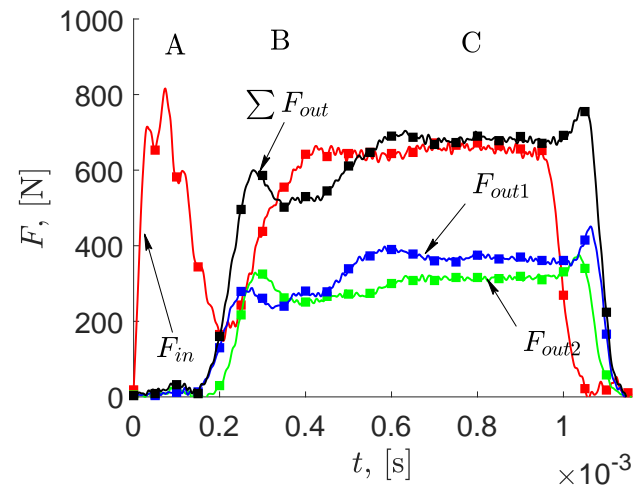 A B C
1000
800
600
400
200
0
F, [N]
∑ F_out
F_out1
F_in
F_out2
0 0.2 0.4 0.6 0.8 1
t, [s]
×10^-3